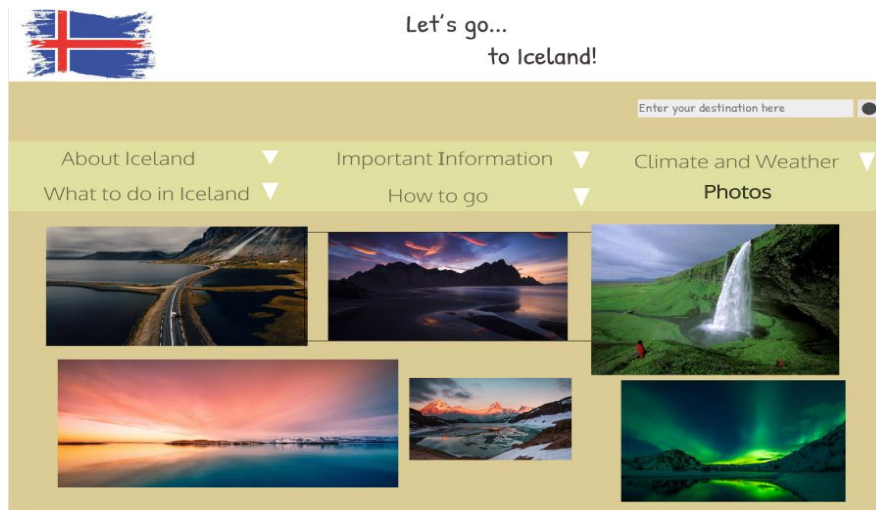 Let's go...
to Iceland!
Enter your destination here
About Iceland
Important Information
Climate and Weather
What to do in Iceland
How to go
Photos